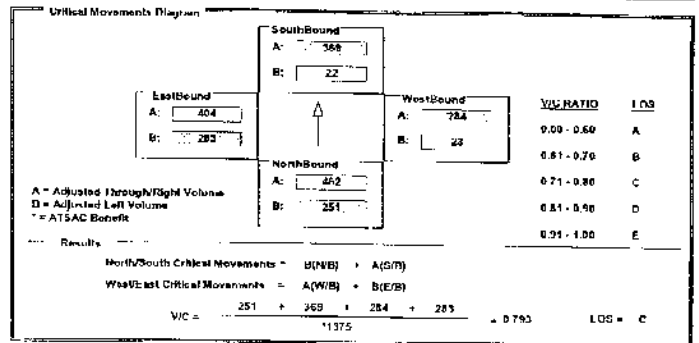 Critical Movements Diagram
SouthBound
A: 369
B: 22
EastBound
A: 404
B: 283
WestBound
A: 284
B: 23
NorthBound
A: 462
B: 251
V/C RATIO LOS
0.00 - 0.60 A
0.61 - 0.70 B
0.71 - 0.80 C
0.81 - 0.90 D
0.91 - 1.00 E
A = Adjusted Through/Right Volume
B = Adjusted Left Volume
* = ATSAC Benefit
Results
North/South Critical Movements = B(N/B) + A(S/B)
West/East Critical Movements = A(W/B) + B(E/B)
V/C = 251 + 369 + 284 + 283
*1375
= 0.793 LOS = C